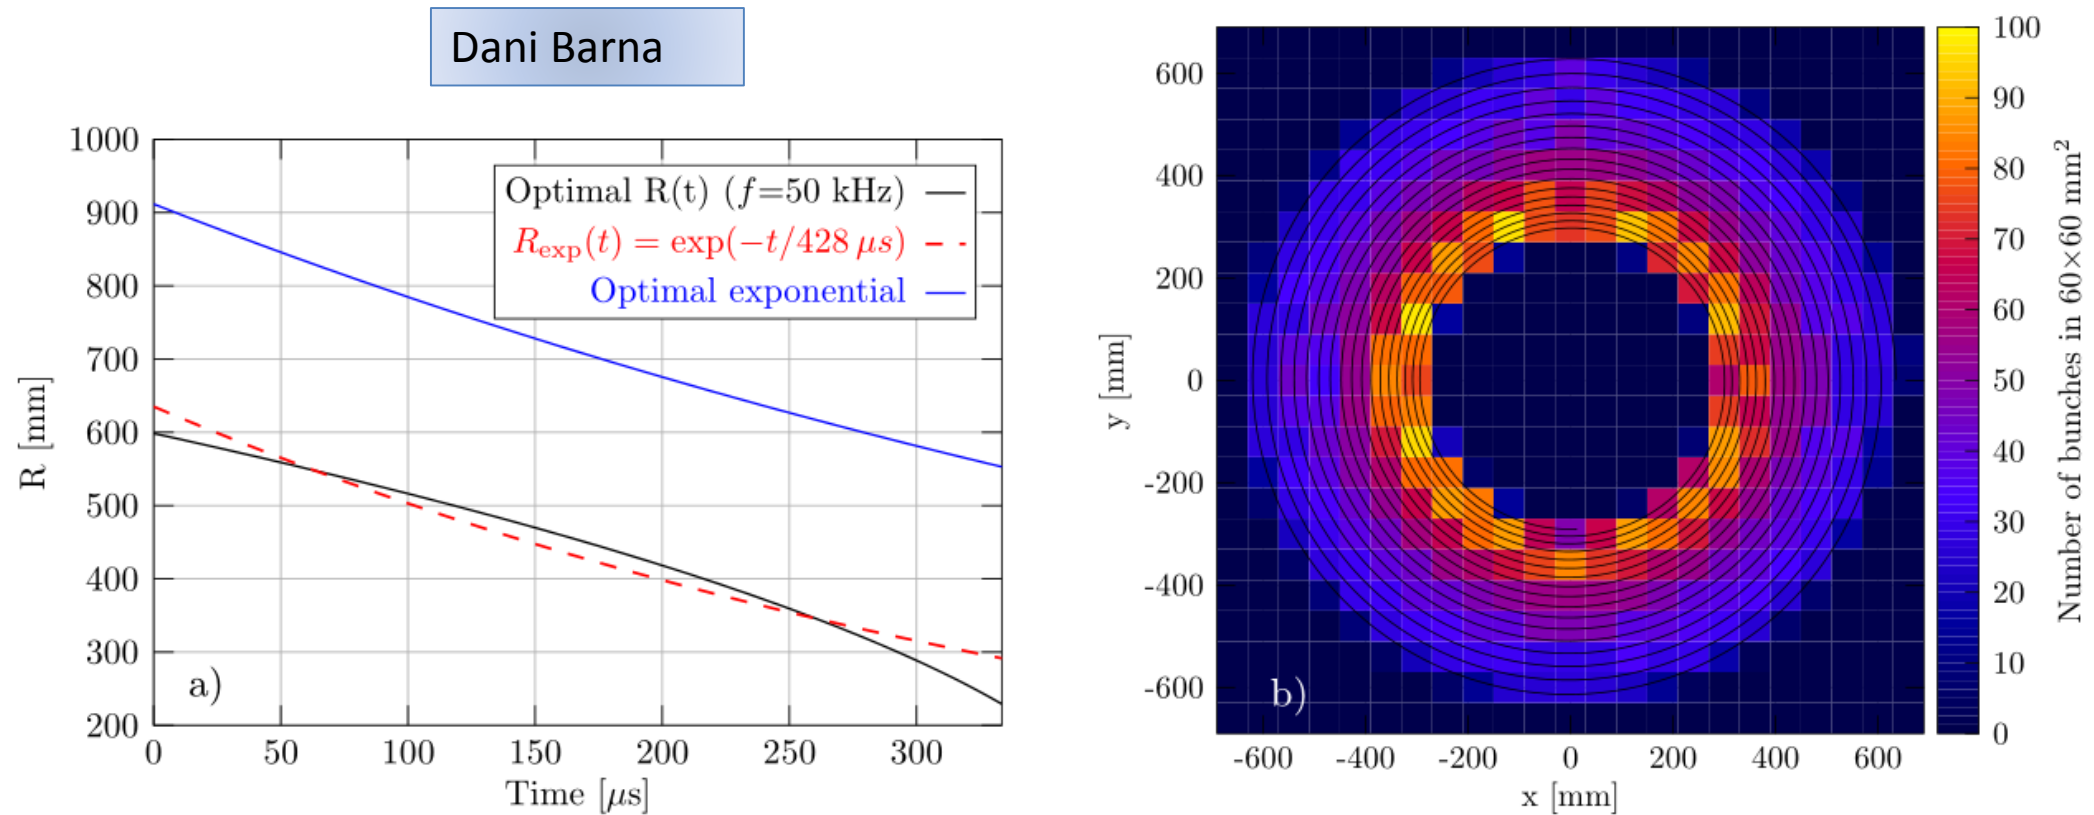 Dani Barna
1000
900
800
700
600
500
400
300
200
R [mm]
0 50 100 150 200 250 300
Time [μs]
Optimal R(t) (f=50 kHz)
R_exp(t) = exp(−t/428 μs)
Optimal exponential
a)
600
400
200
0
-200
-400
-600
y [mm]
-600 -400 -200 0 200 400 600
x [mm]
b)
100
90
80
70
60
50
40
30
20
10
0
Number of bunches in 60×60 mm²